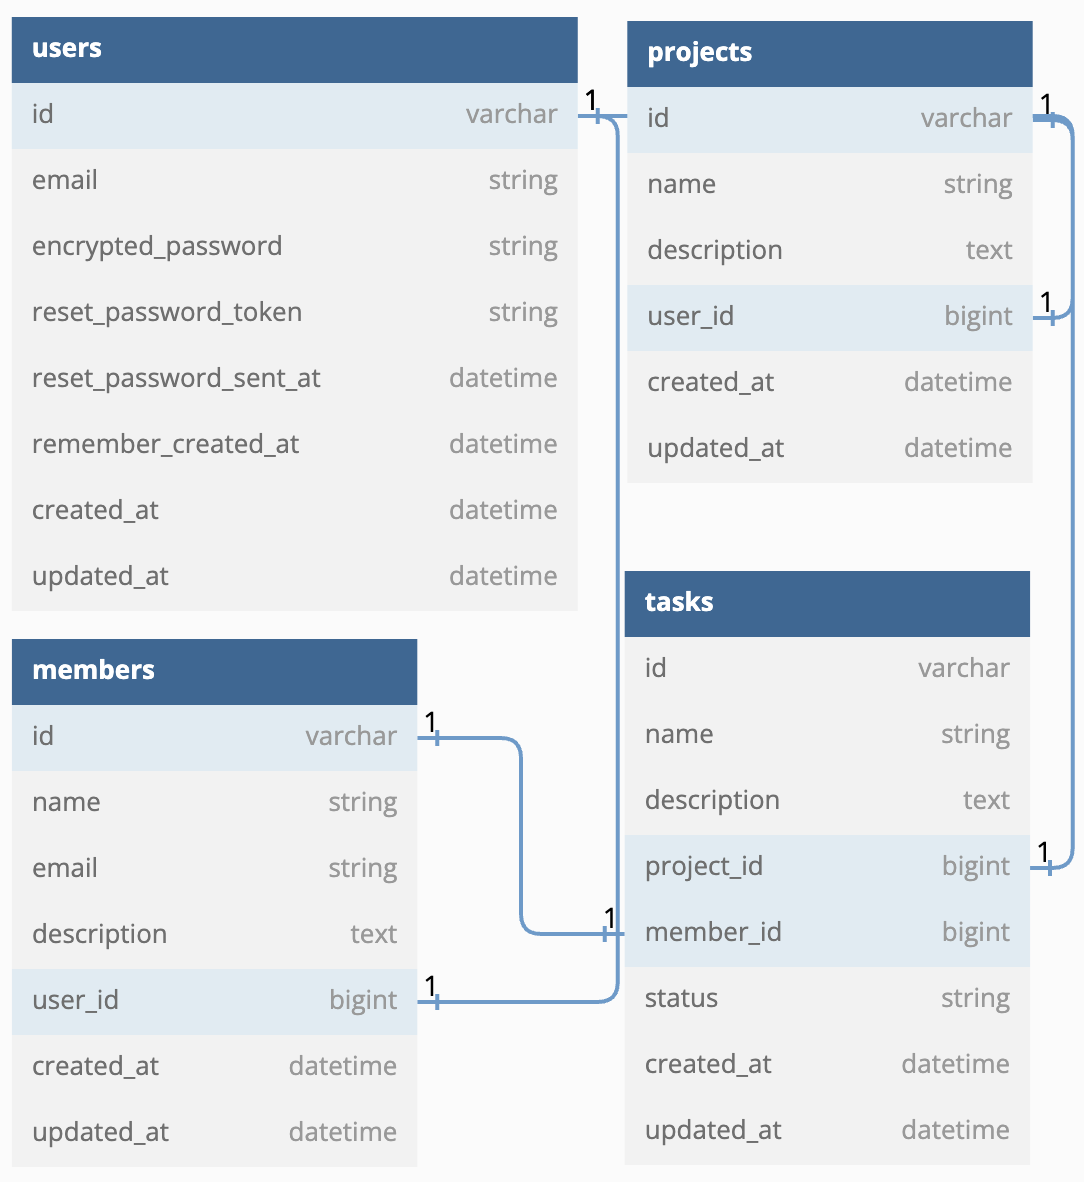 users
id varchar
email string
encrypted_password string
reset_password_token string
reset_password_sent_at datetime
remember_created_at datetime
created_at datetime
updated_at datetime
1
projects
id varchar
name string
description text
user_id bigint
created_at datetime
updated_at datetime
1
1
members
id varchar
name string
email string
description text
user_id bigint
created_at datetime
updated_at datetime
1
1
tasks
id varchar
name string
description text
project_id bigint
member_id bigint
status string
created_at datetime
updated_at datetime
1
1